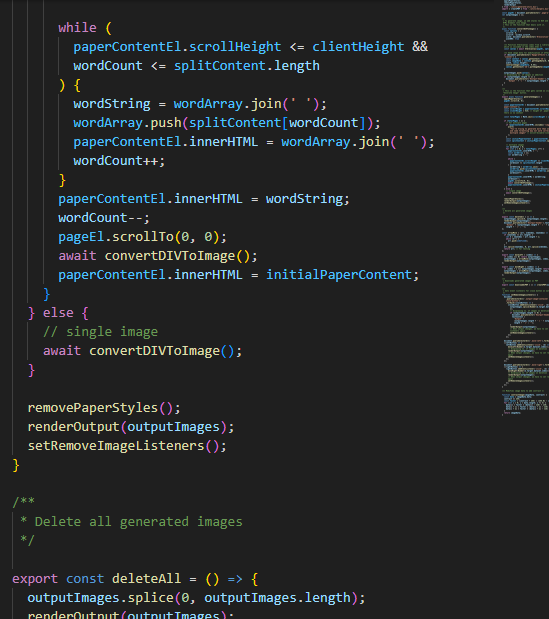 while (
paperContentEl.scrollHeight <= clientHeight &&
wordCount <= splitContent.length
) {
wordString = wordArray.join(' ');
wordArray.push(splitContent[wordCount]);
paperContentEl.innerHTML = wordArray.join(' ');
wordCount++;
}
paperContentEl.innerHTML = wordString;
wordCount--;
pageEl.scrollTo(0, 0);
await convertDIVToImage();
paperContentEl.innerHTML = initialPaperContent;
}
} else {
// single image
await convertDIVToImage();
}
removePaperStyles();
renderOutput(outputImages);
setRemoveImageListeners();
}
/**
* Delete all generated images
*/
export const deleteAll = () => {
outputImages.splice(0, outputImages.length);
renderOutput(outputImages);